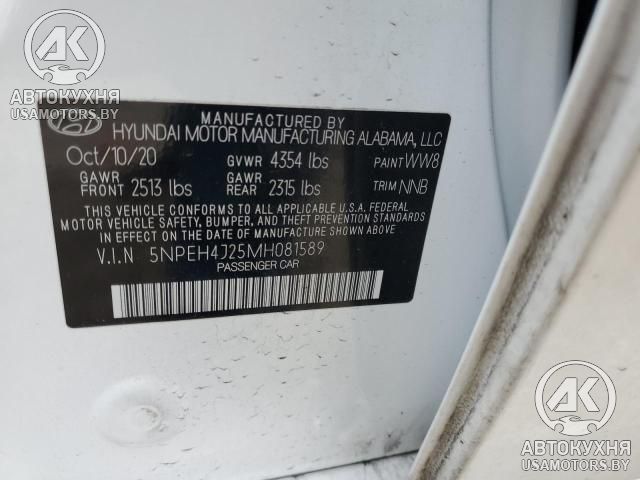 АК
АВТОКУХНЯ
USAMOTORS.BY
MANUFACTURED BY
HYUNDAI MOTOR MANUFACTURING ALABAMA, LLC
Oct/10/20 GVWR 4354 lbs PAINT WW8
GAWR FRONT 2513 lbs GAWR REAR 2315 lbs TRIM NNB
THIS VEHICLE CONFORMS TO ALL APPLICABLE U.S.A. FEDERAL
MOTOR VEHICLE SAFETY, BUMPER, AND THEFT PREVENTION STANDARDS
IN EFFECT ON THE DATE OF MANUFACTURE SHOWN ABOVE.
V.I.N 5NPEH4J25MH081589
PASSENGER CAR
АК
АВТОКУХНЯ
USAMOTORS.BY